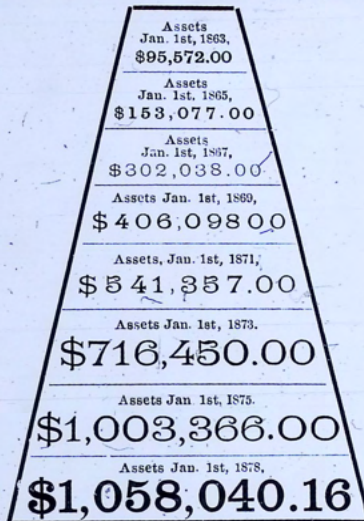 Assets
Jan. 1st, 1863,
$95,572.00
Assets
Jan. 1st, 1865,
$153,077.00
Assets
Jan. 1st, 1867,
$302,038.00
Assets Jan. 1st, 1869,
$406,098 00
Assets, Jan. 1st, 1871,
$541,357.00
Assets Jan. 1st, 1873.
$716,450.00
Assets Jan 1st, 1875.
$1,003,366.00
Assets Jan. 1st, 1878,
$1,058,040.16